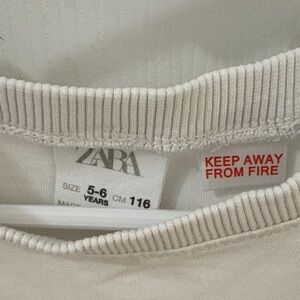 ZARA
SIZE 5-6 YEARS CM 116
KEEP AWAY
FROM FIRE